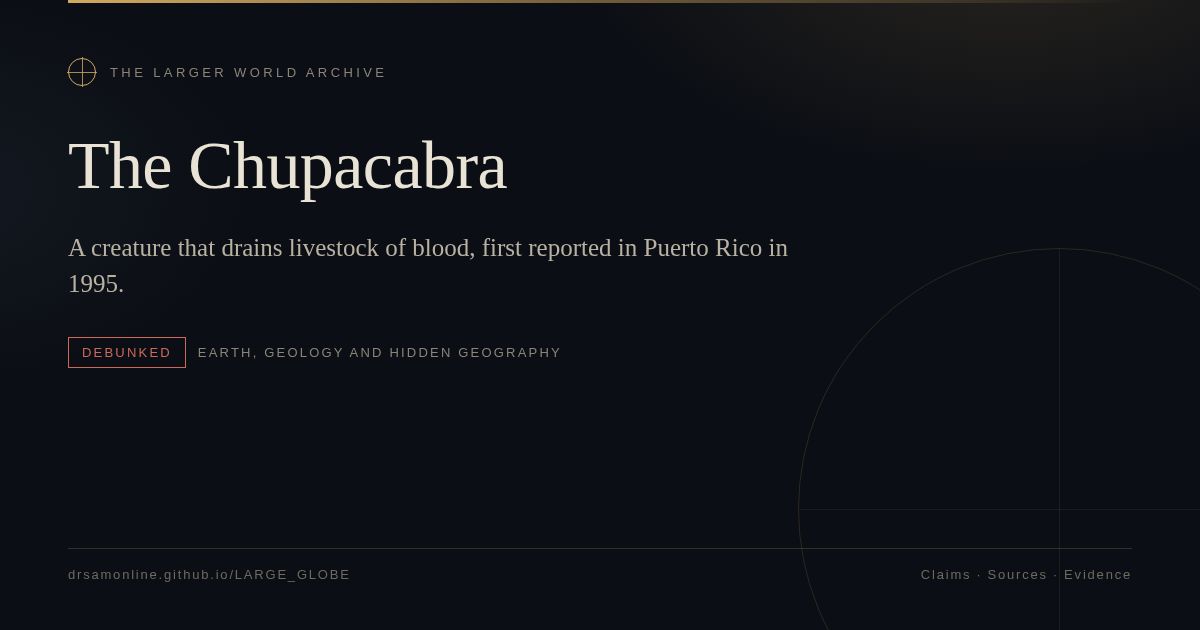 THE LARGER WORLD ARCHIVE
The Chupacabra
A creature that drains livestock of blood, first reported in Puerto Rico in
1995.
DEBUNKED EARTH, GEOLOGY AND HIDDEN GEOGRAPHY
drsamonline.github.io/LARGE_GLOBE
Claims · Sources · Evidence